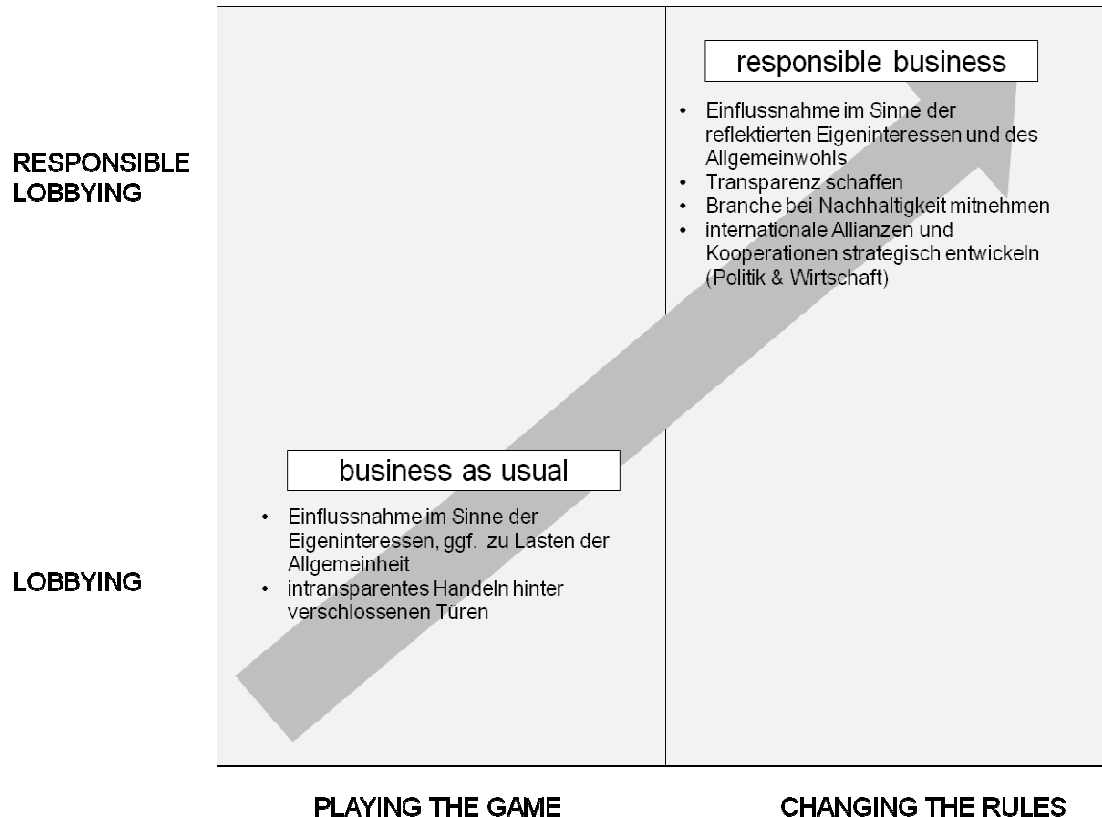 responsible business
• Einflussnahme im Sinne der
reflektierten Eigeninteressen und des
Allgemeinwohls
• Transparenz schaffen
• Branche bei Nachhaltigkeit mitnehmen
• internationale Allianzen und
Kooperationen strategisch entwickeln
(Politik & Wirtschaft)
RESPONSIBLE
LOBBYING
business as usual
• Einflussnahme im Sinne der
Eigeninteressen, ggf. zu Lasten der
Allgemeinheit
• intransparentes Handeln hinter
verschlossenen Türen
LOBBYING
PLAYING THE GAME
CHANGING THE RULES